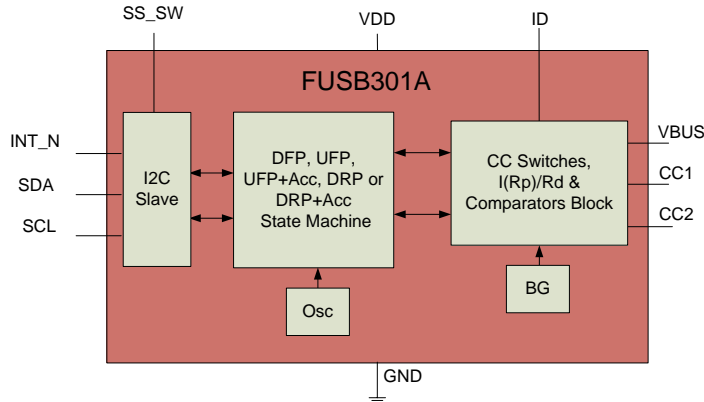 SS_SW
VDD
ID
FUSB301A
INT_N
SDA
SCL
I2C
Slave
DFP, UFP,
UFP+Acc, DRP or
DRP+Acc
State Machine
CC Switches,
I(Rp)/Rd &
Comparators Block
VBUS
CC1
CC2
Osc
BG
GND